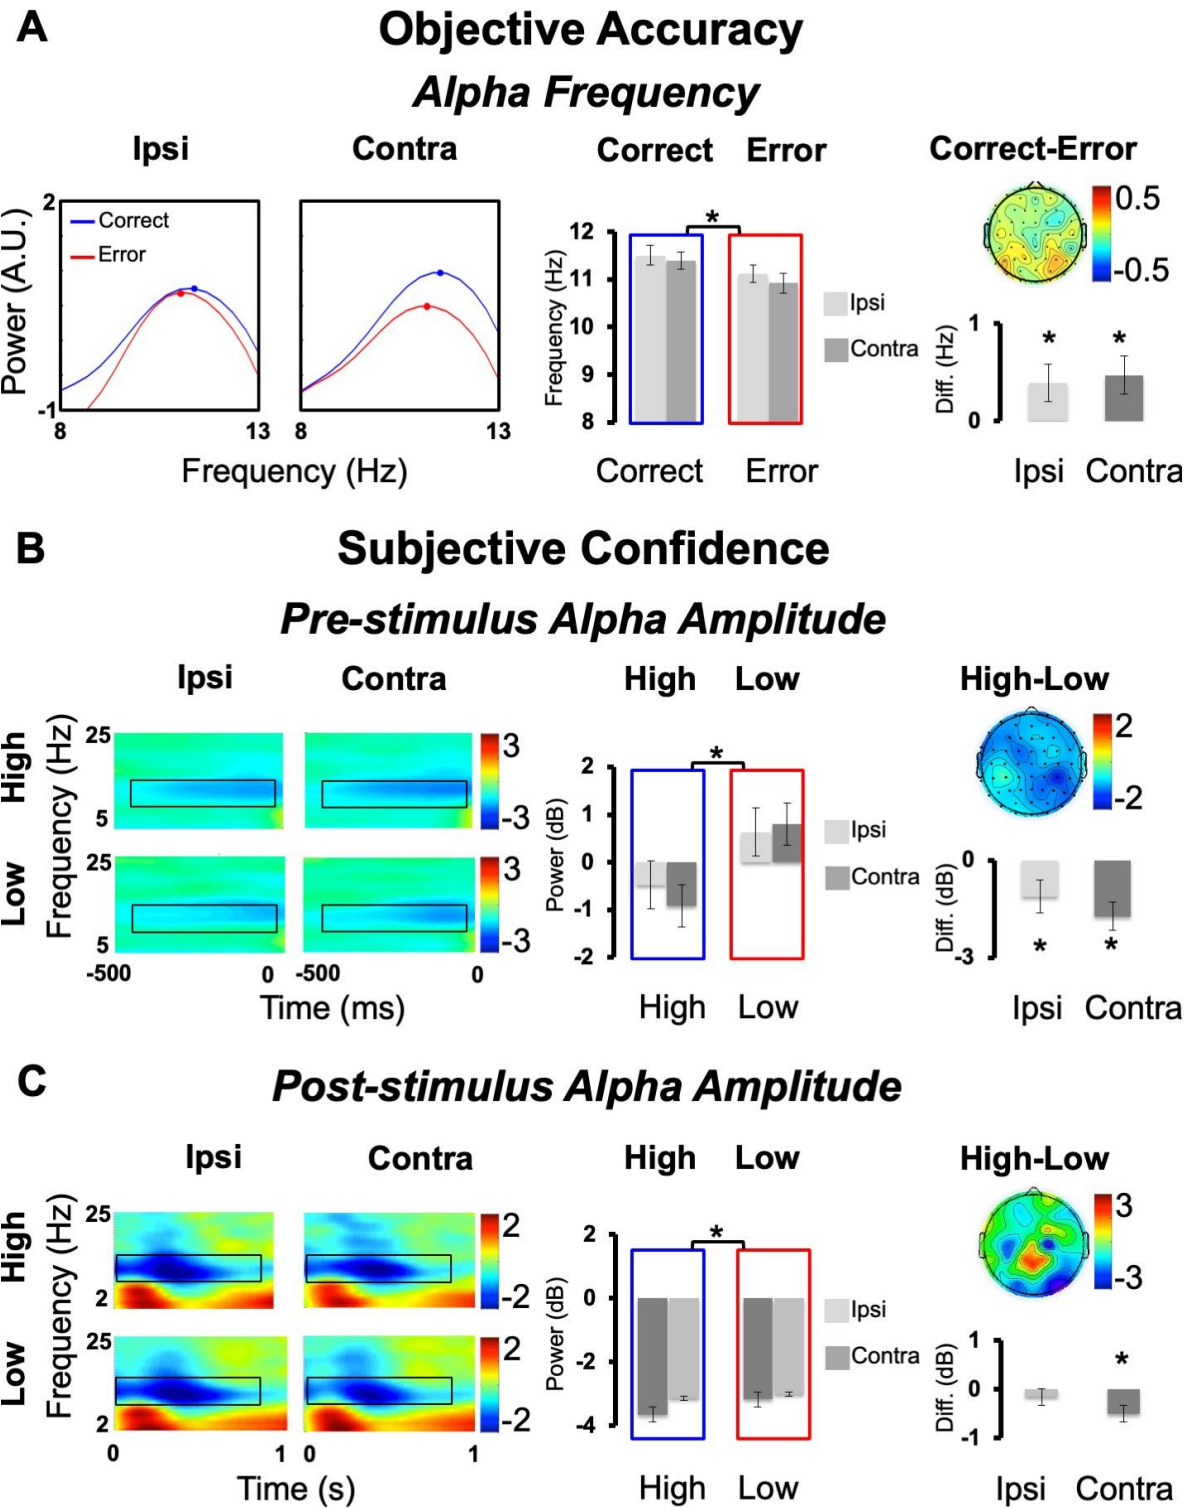 A
Objective Accuracy
Alpha Frequency
Ipsi
Contra
Correct Error
Correct-Error
Power (A.U.)
2
-1
Correct
Error
8
13
8
13
Frequency (Hz)
Frequency (Hz)
12
11
10
9
8
*
Ipsi
Contra
Correct
Error
0.5
-0.5
Diff. (Hz)
1
0
*
*
Ipsi
Contra
B
Subjective Confidence
Pre-stimulus Alpha Amplitude
Ipsi
Contra
High Low
High-Low
High
Low
Frequency (Hz)
25
5
25
5
3
-3
3
-3
-500
0
-500
0
Time (ms)
Power (dB)
2
1
0
-1
-2
*
Ipsi
Contra
High
Low
2
-2
Diff. (dB)
0
-3
*
*
Ipsi
Contra
C
Post-stimulus Alpha Amplitude
Ipsi
Contra
High Low
High-Low
High
Low
Frequency (Hz)
25
2
25
2
2
-2
2
-2
0
1
0
1
Time (s)
Power (dB)
2
0
-2
-4
*
Ipsi
Contra
High
Low
3
-3
Diff. (dB)
1
0
-1
*
Ipsi
Contra